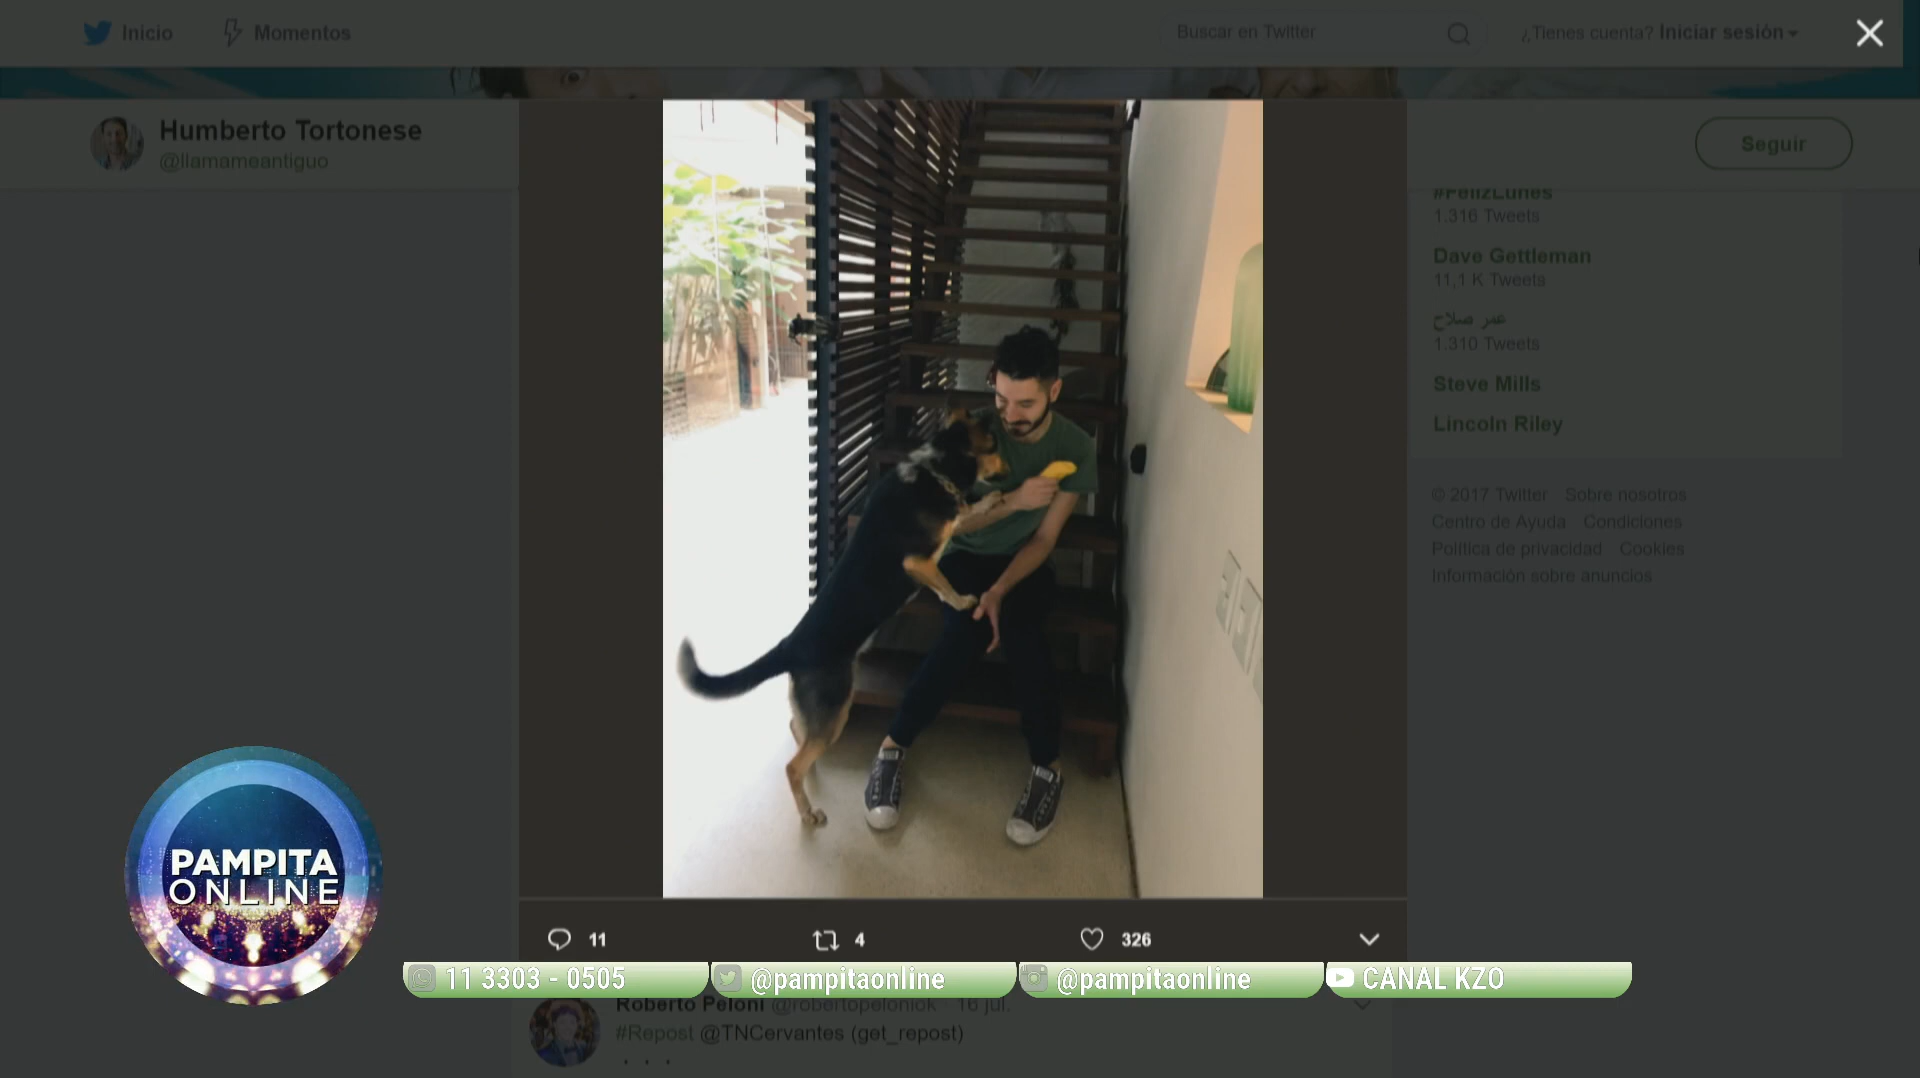 Inicio
Momentos
Buscar en Twitter
¿Tienes cuenta? Iniciar sesión
Humberto Tortonese
@llamameantiguo
Seguir
#FelizLunes
1.316 Tweets
Dave Gettleman
11,1 K Tweets
عمر صلاح
1.310 Tweets
Steve Mills
Lincoln Riley
© 2017 Twitter Sobre nosotros
Centro de Ayuda Condiciones
Política de privacidad Cookies
Información sobre anuncios
PAMPITA
ONLINE
11
4
326
11 3303 - 0505
@pampitaonline
@pampitaonline
CANAL KZO
Roberto Peloni @robertopeloniok · 16 jul.
#Repost @TNCervantes (get_repost)
・・・